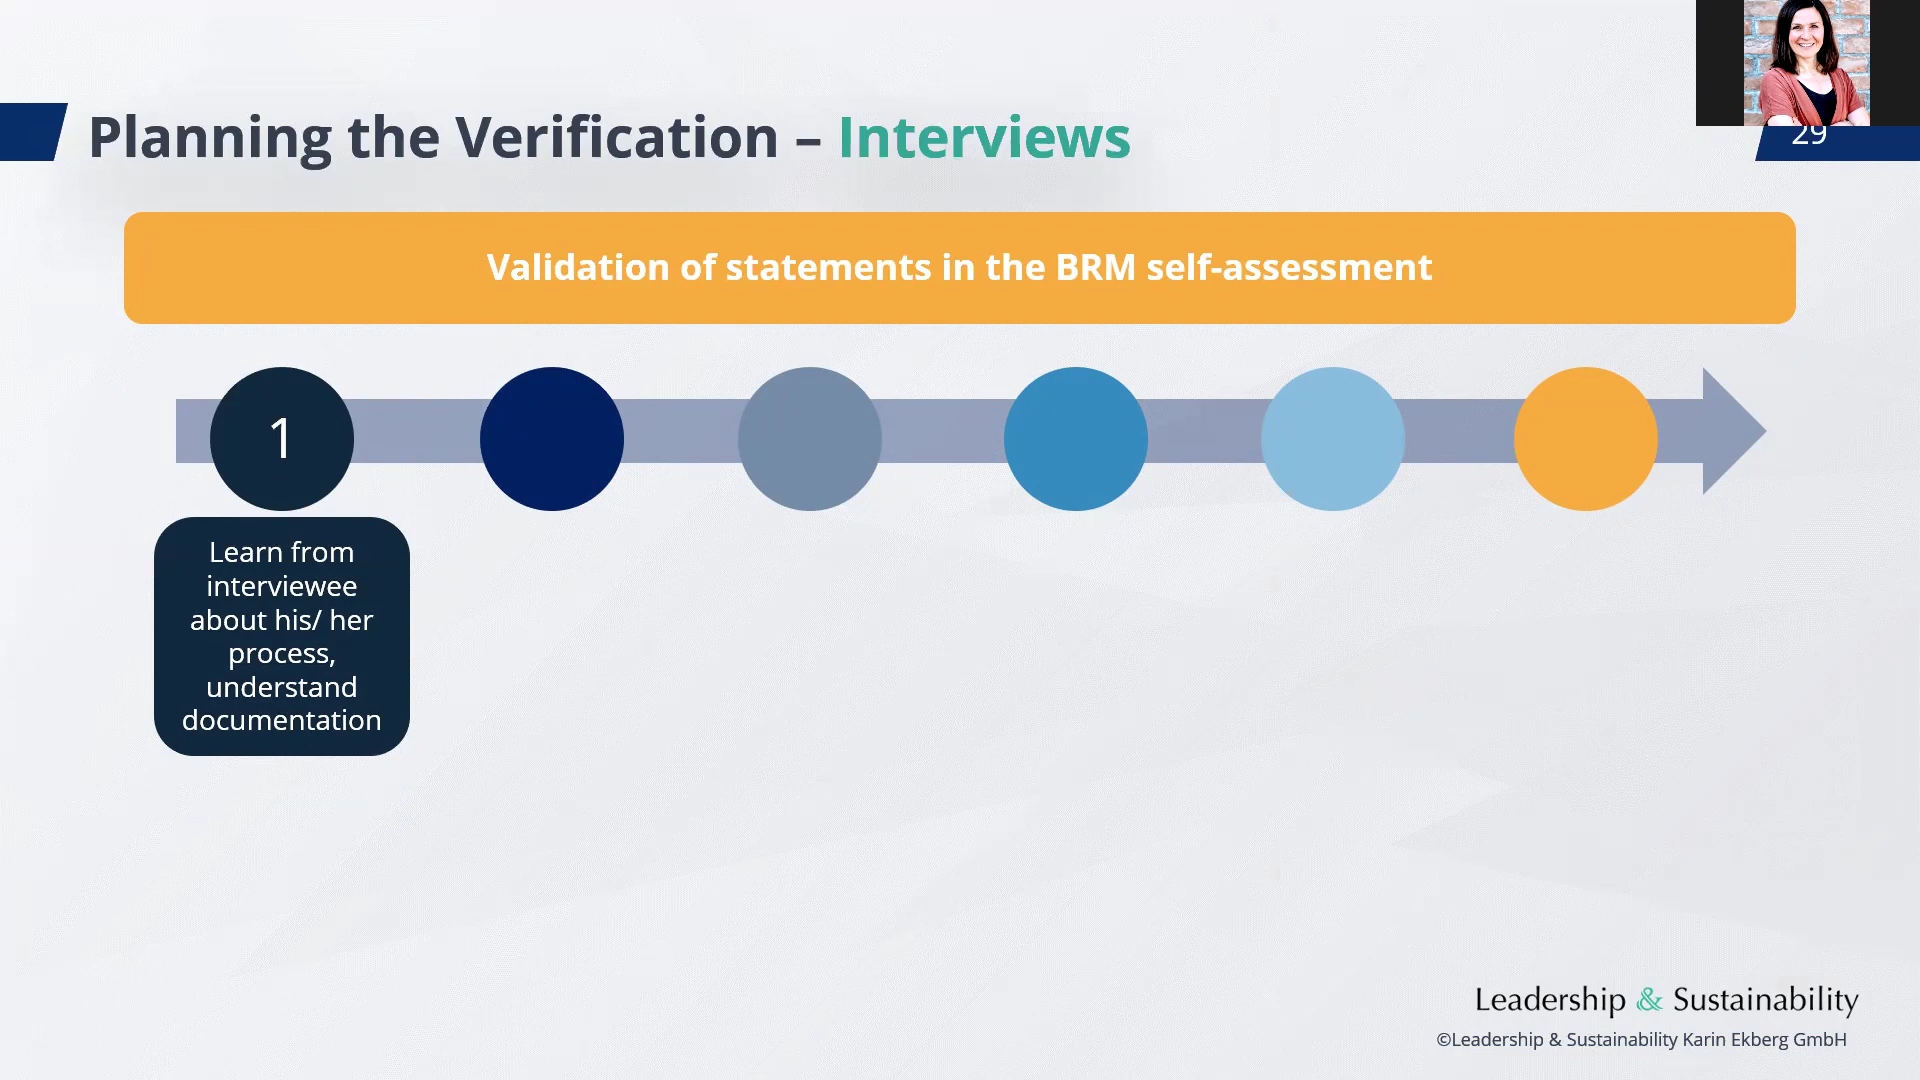 Planning the Verification – Interviews
29
Validation of statements in the BRM self-assessment
1
Learn from
interviewee
about his/ her
process,
understand
documentation
Leadership & Sustainability
©Leadership & Sustainability Karin Ekberg GmbH